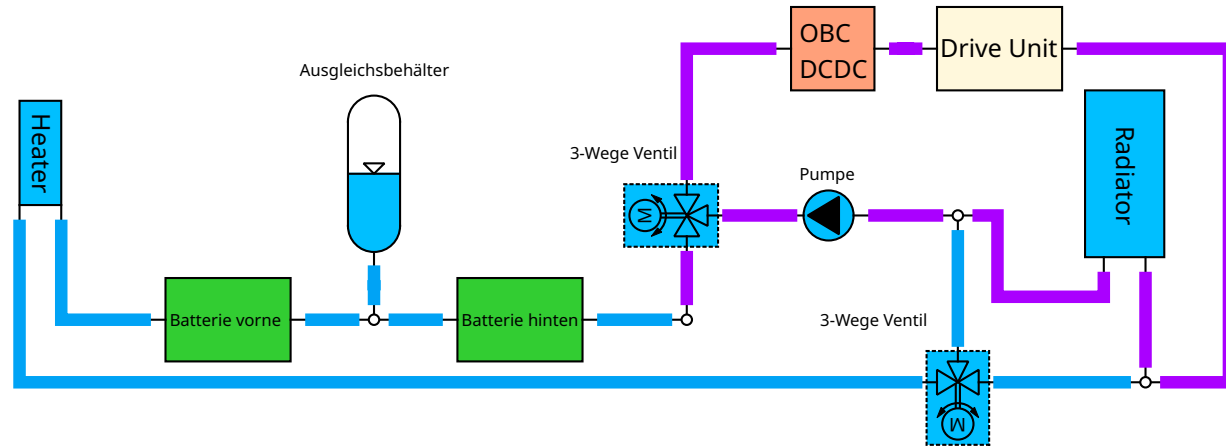 OBC
DCDC
Drive Unit
Ausgleichsbehälter
Heater
Radiator
3-Wege Ventil
Pumpe
M
Batterie vorne
Batterie hinten
3-Wege Ventil
M